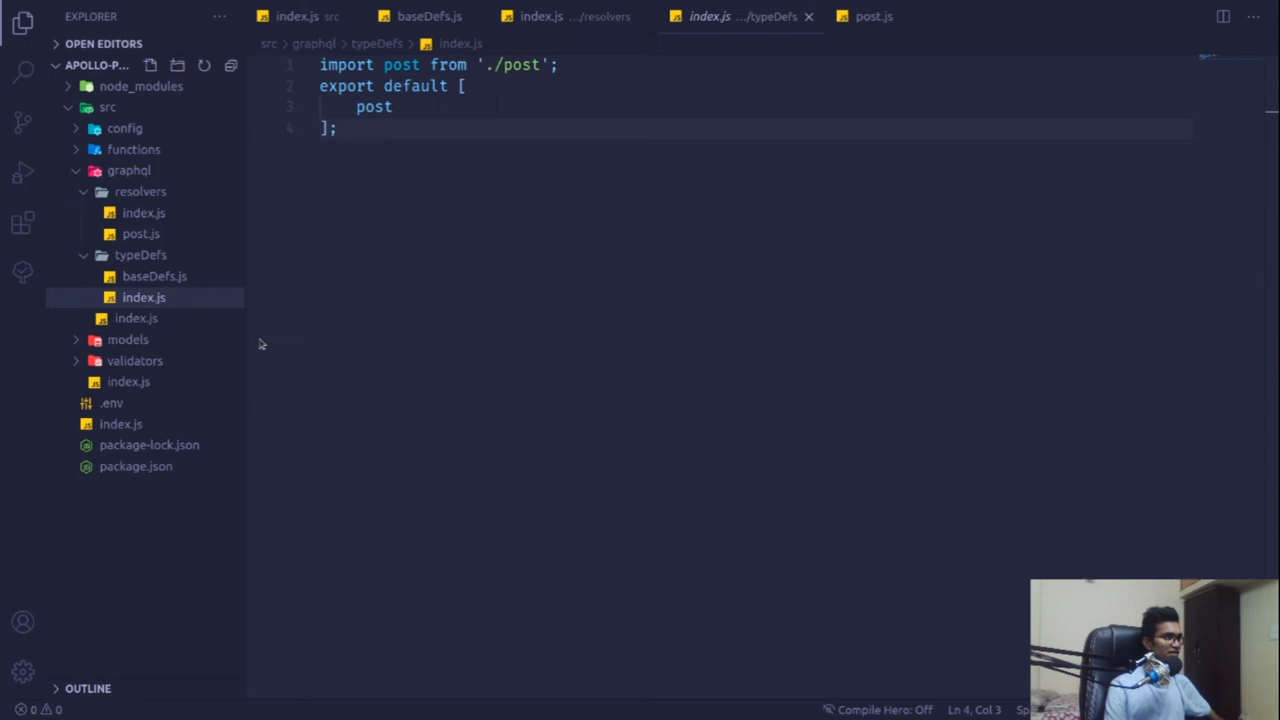 EXPLORER
index.js src
baseDefs.js
index.js .../resolvers
index.js .../typeDefs
post.js
OPEN EDITORS
src
graphql
typeDefs
index.js
APOLLO-P...
node_modules
src
config
functions
graphql
resolvers
index.js
post.js
typeDefs
baseDefs.js
index.js
index.js
models
validators
index.js
.env
index.js
package-lock.json
package.json
OUTLINE
1 import post from './post';
2 export default [
3 post
4 ];
0 0
Compile Hero: Off
Ln 4, Col 3